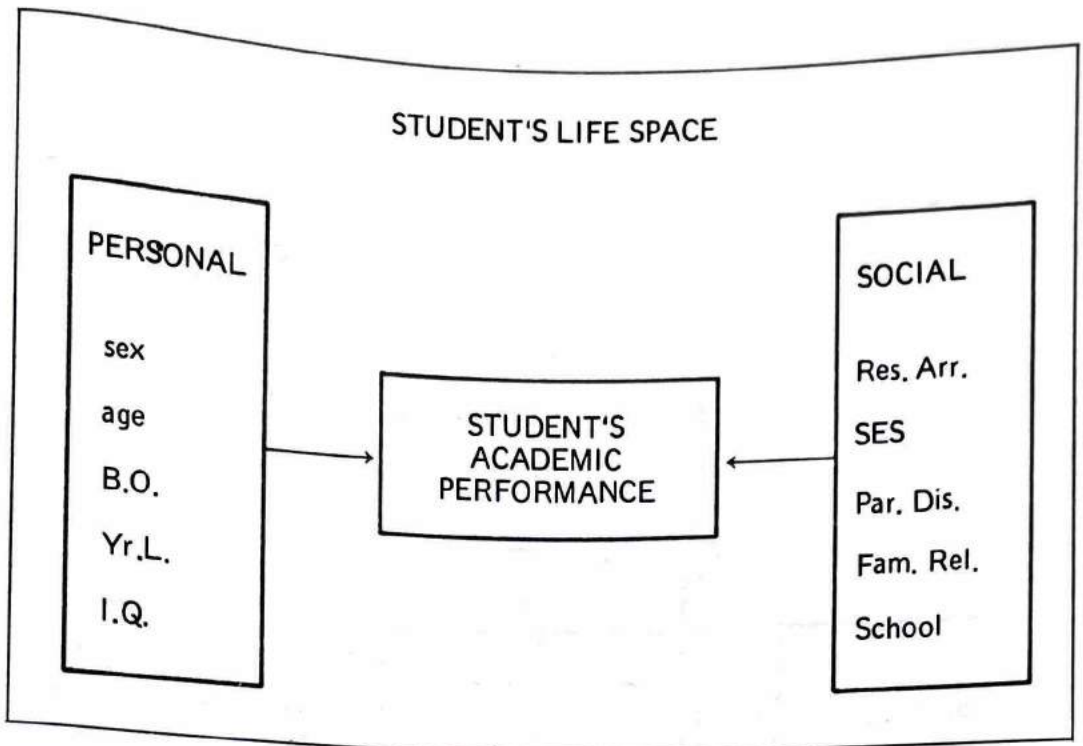 STUDENT'S LIFE SPACE
PERSONAL
sex
age
B.O.
Yr.L.
I.Q.
STUDENT'S
ACADEMIC
PERFORMANCE
SOCIAL
Res. Arr.
SES
Par. Dis.
Fam. Rel.
School